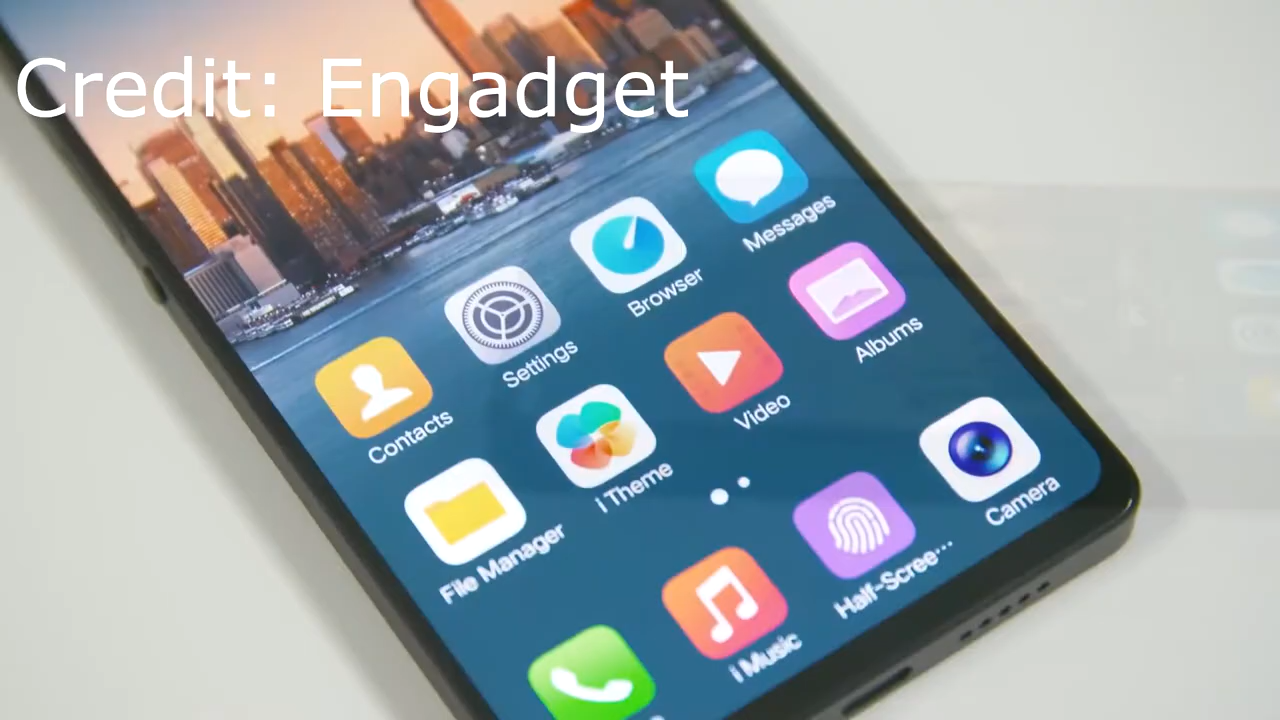 Credit: Engadget
Messages
Browser
Settings
Contacts
Albums
Video
i Theme
File Manager
Camera
Half-Scree...
i Music